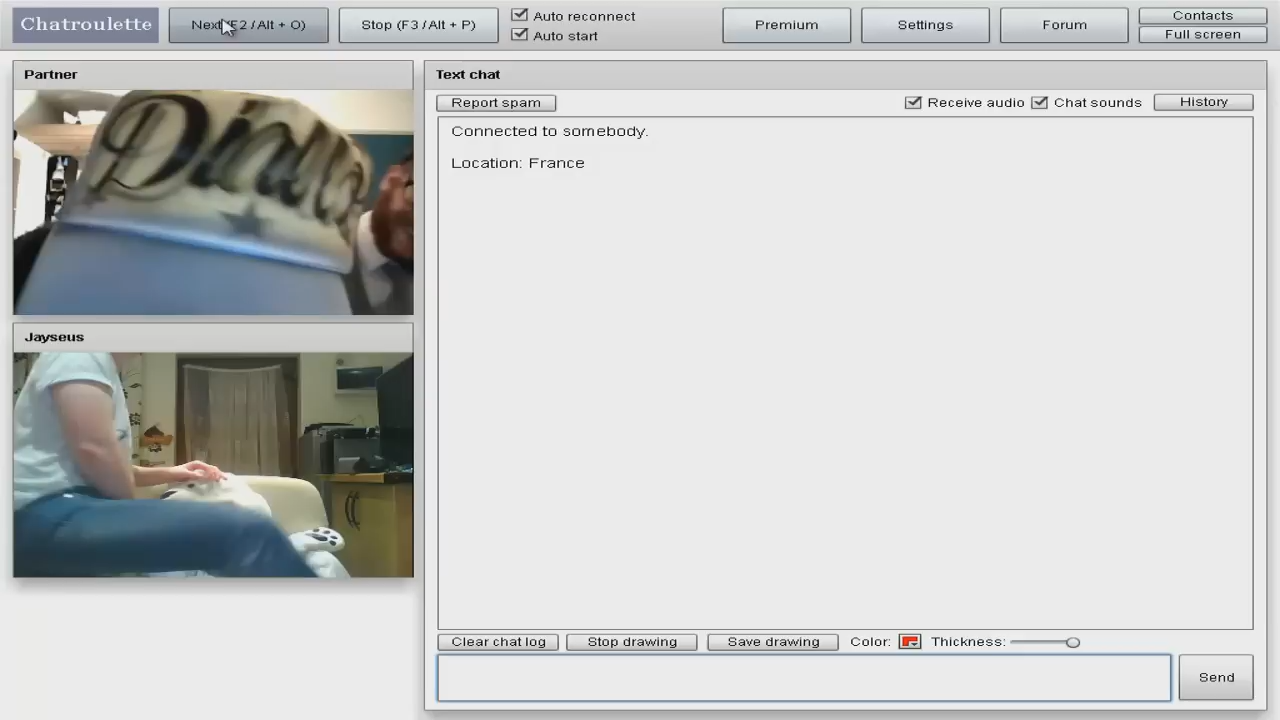 Chatroulette
Next (F2 / Alt + O)
Stop (F3 / Alt + P)
Auto reconnect
Auto start
Premium
Settings
Forum
Contacts
Full screen
Partner
Text chat
Report spam
Receive audio
Chat sounds
History
Connected to somebody.
Location: France
Jayseus
Clear chat log
Stop drawing
Save drawing
Color:
Thickness:
Send